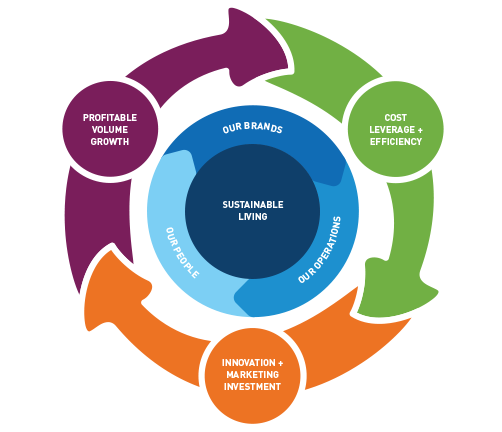 OUR BRANDS
PROFITABLE
VOLUME
GROWTH
COST
LEVERAGE +
EFFICIENCY
SUSTAINABLE
LIVING
OUR PEOPLE
OUR OPERATIONS
INNOVATION +
MARKETING
INVESTMENT